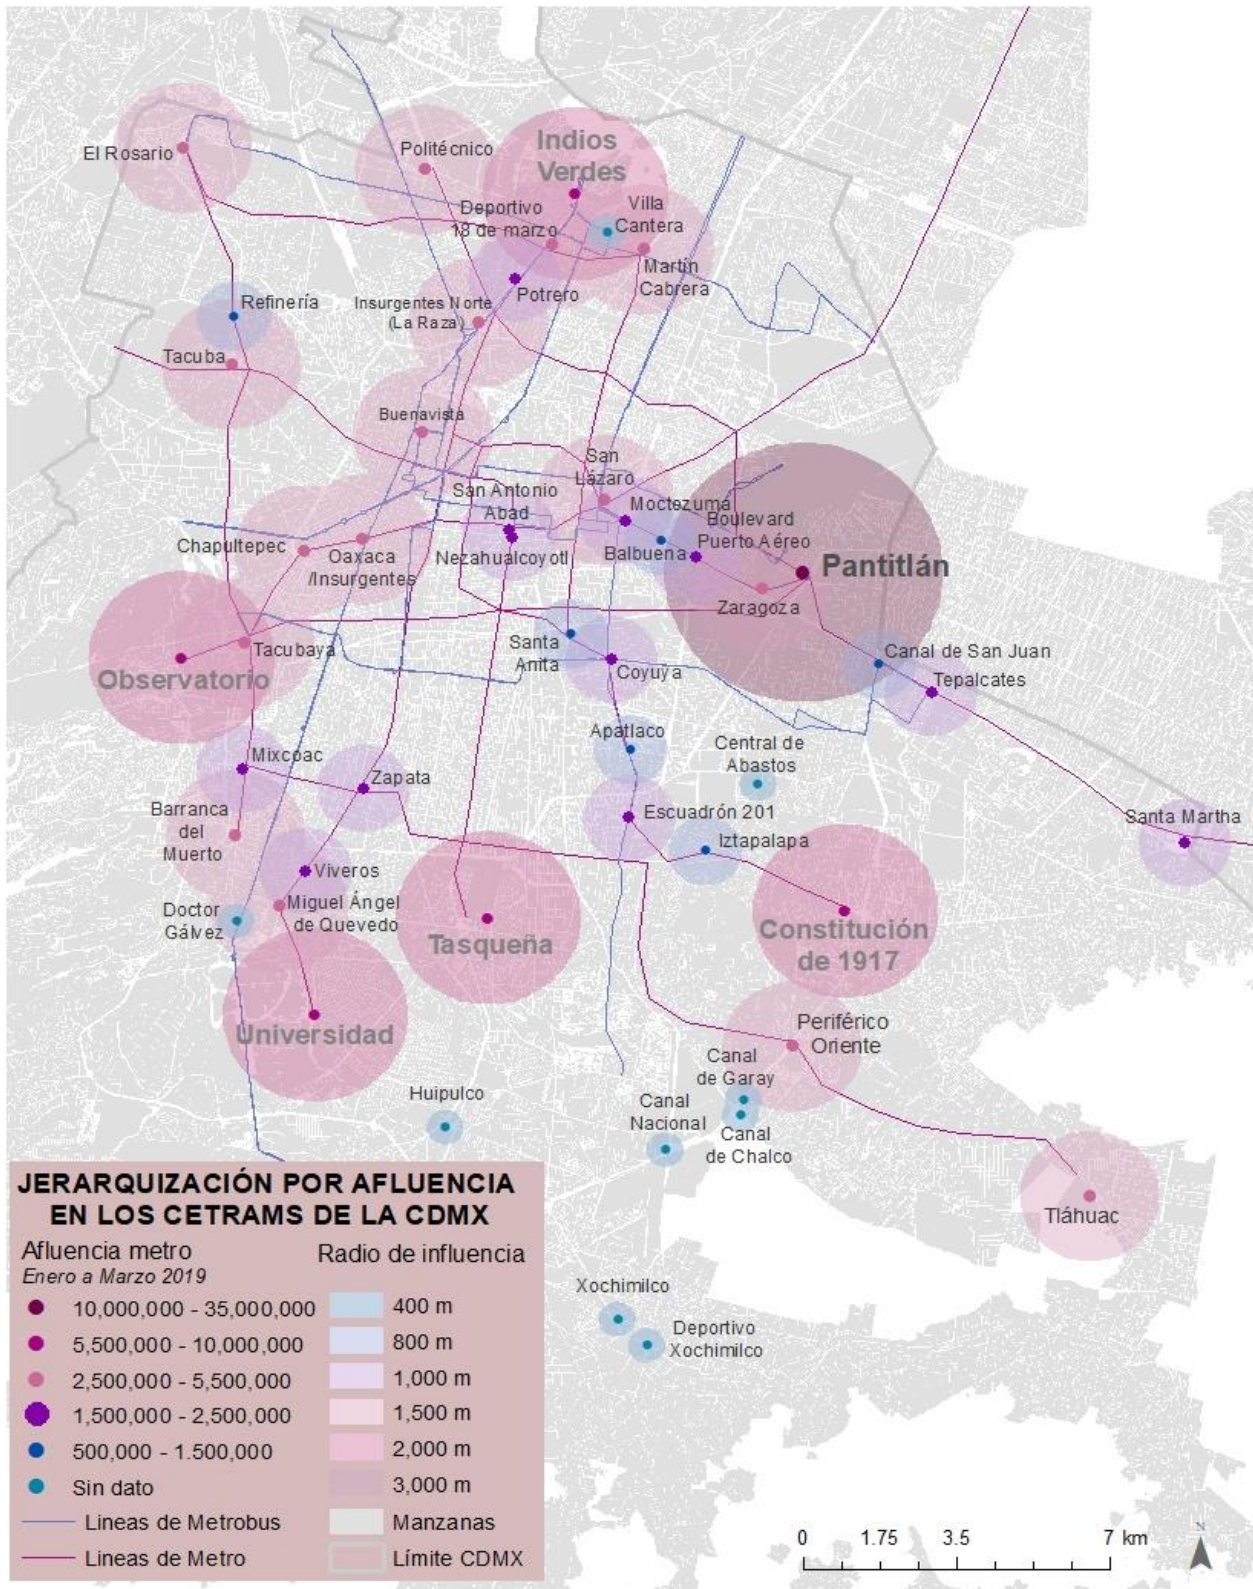 Indios
Verdes
Politécnico
El Rosario
Villa
Cantera
Deportivo
18 de marzo
Martín
Cabrera
Potrero
Refinería
Insurgentes Norte
(La Raza)
Tacuba
Buenavista
San
Lázaro
San Antonio
Abad
Moctezuma
Boulevard
Puerto Aéreo
Chapultepec
Oaxaca
/Insurgentes
Nezahualcoyotl
Balbuena
Pantitlán
Zaragoza
Santa
Anita
Tacubaya
Canal de San Juan
Coyuya
Observatorio
Tepalcates
Apatlaco
Central de
Abastos
Mixcoac
Zapata
Barranca
del
Muerto
Escuadrón 201
Santa Martha
Iztapalapa
Viveros
Doctor
Gálvez
Miguel Ángel
de Quevedo
Tasqueña
Constitución
de 1917
Universidad
Periférico
Oriente
Canal
de Garay
Huipulco
Canal
Nacional
Canal
de Chalco
Tláhuac
Xochimilco
Deportivo
Xochimilco
JERARQUIZACIÓN POR AFLUENCIA
EN LOS CETRAMS DE LA CDMX
Afluencia metro
Enero a Marzo 2019
10,000,000 - 35,000,000
5,500,000 - 10,000,000
2,500,000 - 5,500,000
1,500,000 - 2,500,000
500,000 - 1.500,000
Sin dato
Lineas de Metrobus
Lineas de Metro
Radio de influencia
400 m
800 m
1,000 m
1,500 m
2,000 m
3,000 m
Manzanas
Límite CDMX
0 1.75 3.5 7 km
N